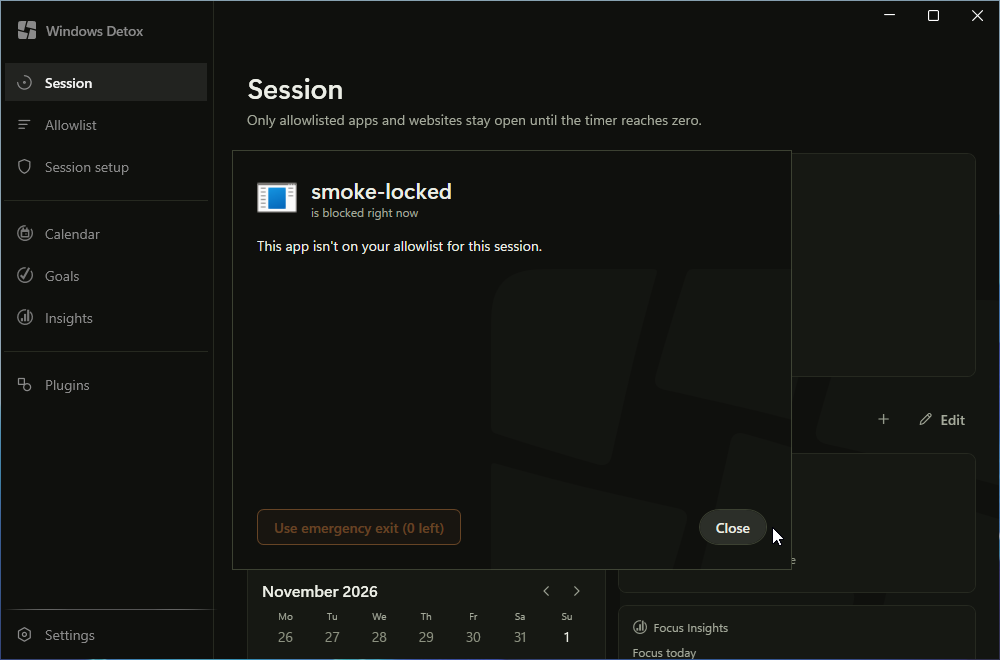 Windows Detox
Session
Allowlist
Session setup
Calendar
Goals
Insights
Plugins
Settings
Session
Only allowlisted apps and websites stay open until the timer reaches zero.
smoke-locked
is blocked right now
This app isn't on your allowlist for this session.
Use emergency exit (0 left)
Close
Edit
November 2026
Mo Tu We Th Fr Sa Su
26 27 28 29 30 31 1
Focus Insights
Focus today